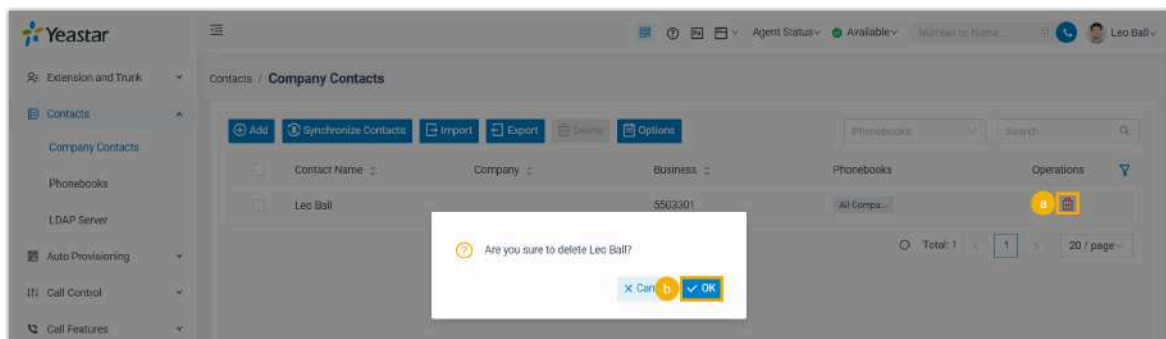 Yeastar
Agent Status
Available
Number or Name...
Leo Ball
Extension and Trunk
Contacts / Company Contacts
Contacts
Add
Synchronize Contacts
Import
Export
Delete
Options
Phonebooks
Search
Company Contacts
Contact Name
Company
Business
Phonebooks
Operations
Phonebooks
Leo Ball
5503301
All Compa...
a
LDAP Server
Are you sure to delete Leo Ball?
Total: 1
1
20 / page
Auto Provisioning
X Can
b
OK
Call Control
Call Features